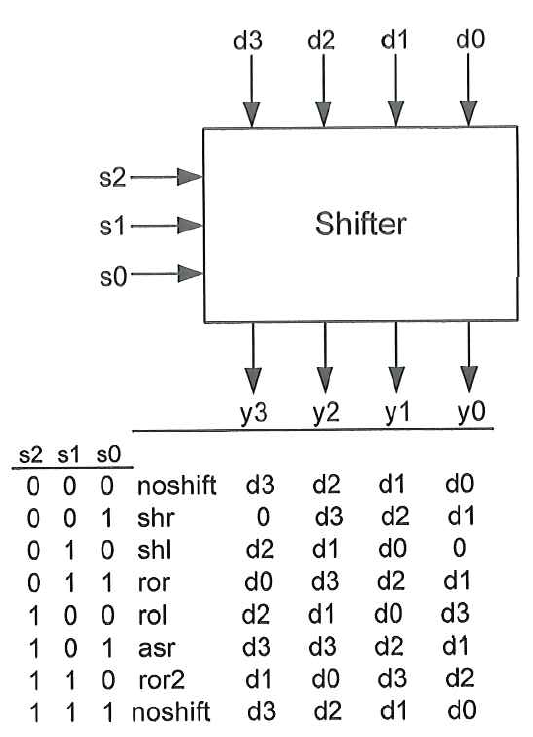 d3 d2 d1 d0
s2
s1
Shifter
s0
y3 y2 y1 y0
s2 s1 s0
0 0 0 noshift d3 d2 d1 d0
0 0 1 shr 0 d3 d2 d1
0 1 0 shl d2 d1 d0 0
0 1 1 ror d0 d3 d2 d1
1 0 0 rol d2 d1 d0 d3
1 0 1 asr d3 d3 d2 d1
1 1 0 ror2 d1 d0 d3 d2
1 1 1 noshift d3 d2 d1 d0